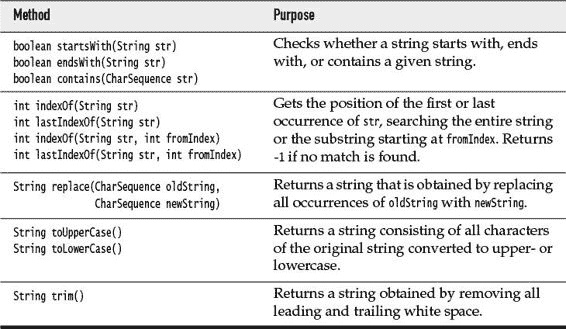 Method Purpose
boolean startsWith(String str)
boolean endsWith(String str)
boolean contains(CharSequence str)
Checks whether a string starts with, ends
with, or contains a given string.
int indexOf(String str)
int lastIndexOf(String str)
int indexOf(String str, int fromIndex)
int lastIndexOf(String str, int fromIndex)
Gets the position of the first or last
occurrence of str, searching the entire string
or the substring starting at fromIndex. Returns
-1 if no match is found.
String replace(CharSequence oldString,
CharSequence newString)
Returns a string that is obtained by replacing
all occurrences of oldString with newString.
String toUpperCase()
String toLowerCase()
Returns a string consisting of all characters
of the original string converted to upper- or
lowercase.
String trim()
Returns a string obtained by removing all
leading and trailing white space.